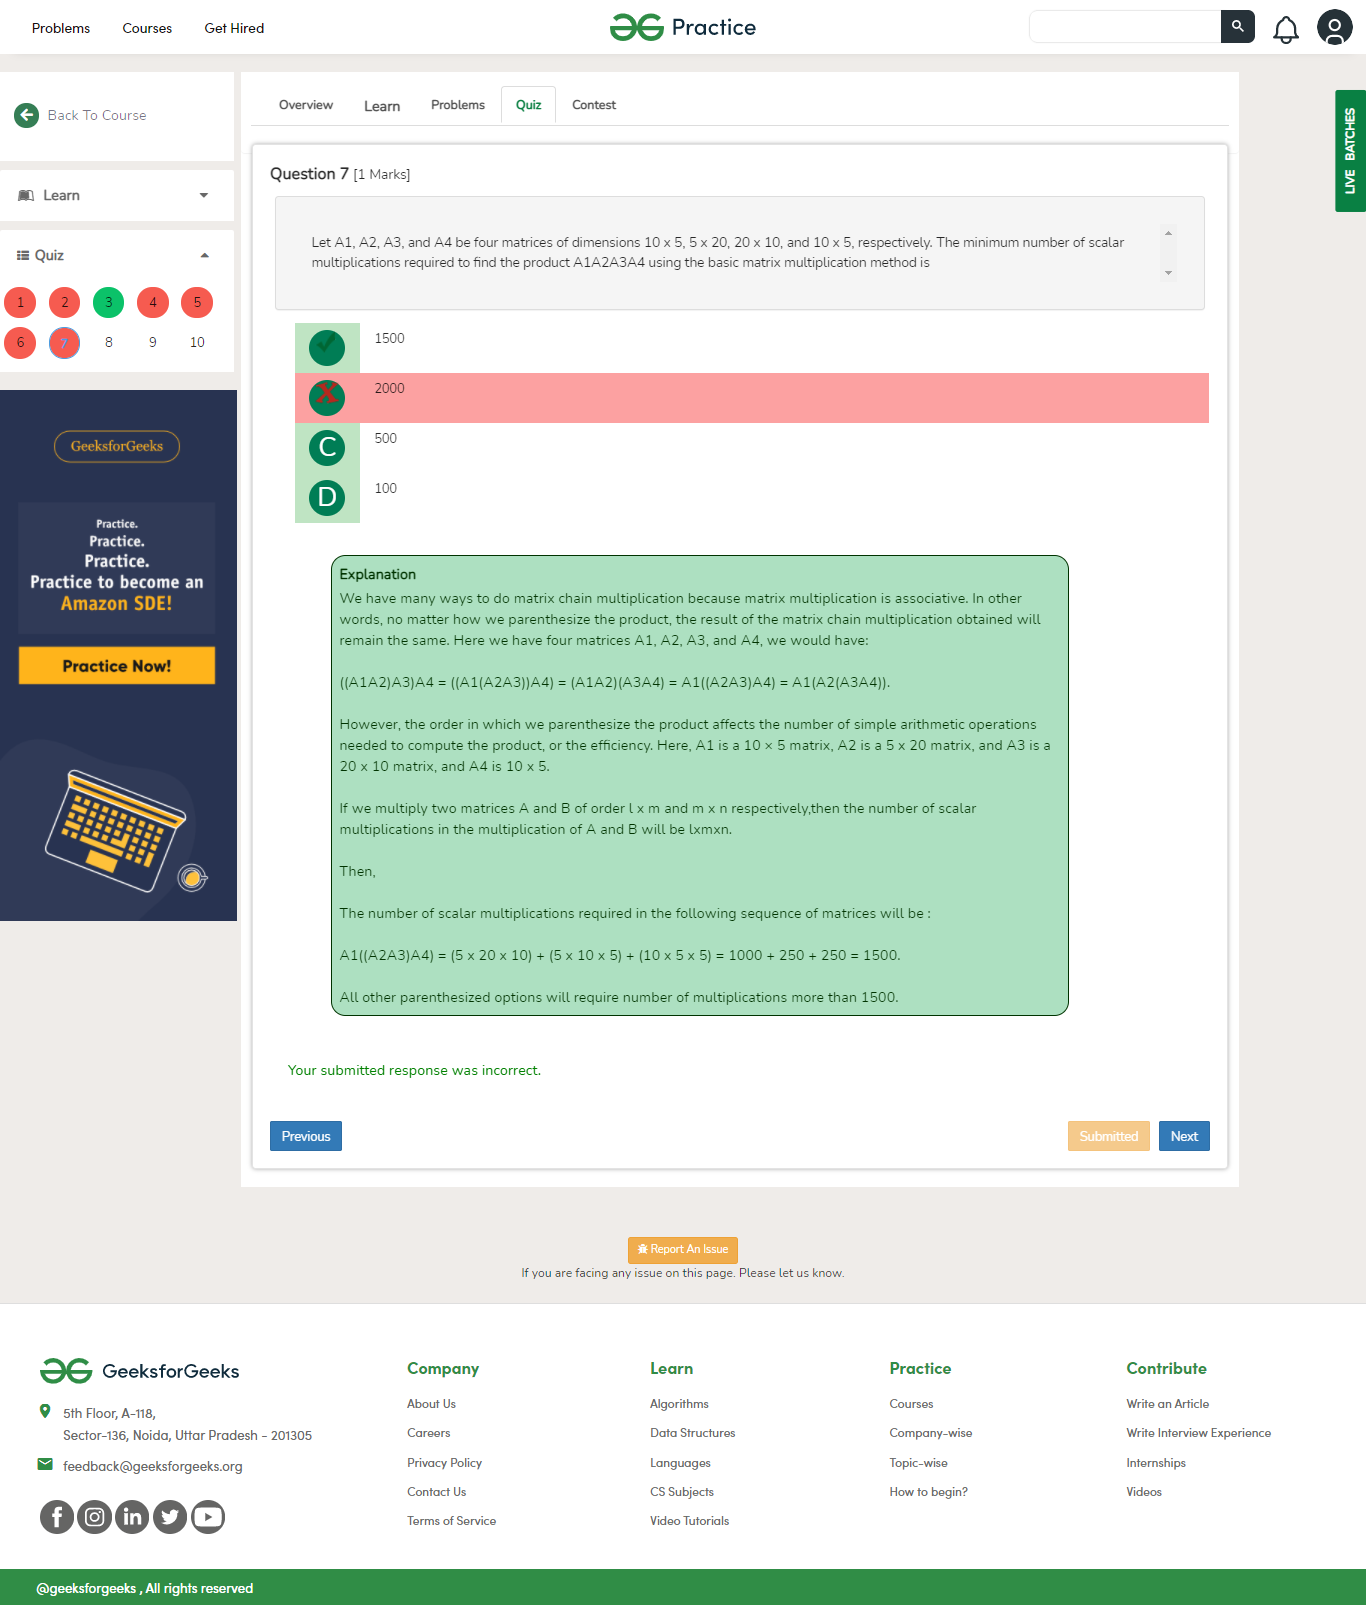 Problems Courses Get Hired
Practice
LIVE BATCHES
Back To Course
Learn
Quiz
1 2 3 4 5
6 7 8 9 10
GeeksforGeeks
Practice.
Practice.
Practice.
Practice to become an
Amazon SDE!
Practice Now!
Overview Learn Problems Quiz Contest
Question 7 [1 Marks]
Let A1, A2, A3, and A4 be four matrices of dimensions 10 x 5, 5 x 20, 20 x 10, and 10 x 5, respectively. The minimum number of scalar
multiplications required to find the product A1A2A3A4 using the basic matrix multiplication method is
1500
X 2000
C 500
D 100
Explanation
We have many ways to do matrix chain multiplication because matrix multiplication is associative. In other
words, no matter how we parenthesize the product, the result of the matrix chain multiplication obtained will
remain the same. Here we have four matrices A1, A2, A3, and A4, we would have:
((A1A2)A3)A4 = ((A1(A2A3))A4) = (A1A2)(A3A4) = A1((A2A3)A4) = A1(A2(A3A4)).
However, the order in which we parenthesize the product affects the number of simple arithmetic operations
needed to compute the product, or the efficiency. Here, A1 is a 10 × 5 matrix, A2 is a 5 x 20 matrix, and A3 is a
20 x 10 matrix, and A4 is 10 x 5.
If we multiply two matrices A and B of order l x m and m x n respectively,then the number of scalar
multiplications in the multiplication of A and B will be lxmxn.
Then,
The number of scalar multiplications required in the following sequence of matrices will be :
A1((A2A3)A4) = (5 x 20 x 10) + (5 x 10 x 5) + (10 x 5 x 5) = 1000 + 250 + 250 = 1500.
All other parenthesized options will require number of multiplications more than 1500.
Your submitted response was incorrect.
Previous Submitted Next
Report An Issue
If you are facing any issue on this page. Please let us know.
GeeksforGeeks
5th Floor, A-118,
Sector-136, Noida, Uttar Pradesh - 201305
feedback@geeksforgeeks.org
Company
About Us
Careers
Privacy Policy
Contact Us
Terms of Service
Learn
Algorithms
Data Structures
Languages
CS Subjects
Video Tutorials
Practice
Courses
Company-wise
Topic-wise
How to begin?
Contribute
Write an Article
Write Interview Experience
Internships
Videos
@geeksforgeeks , All rights reserved